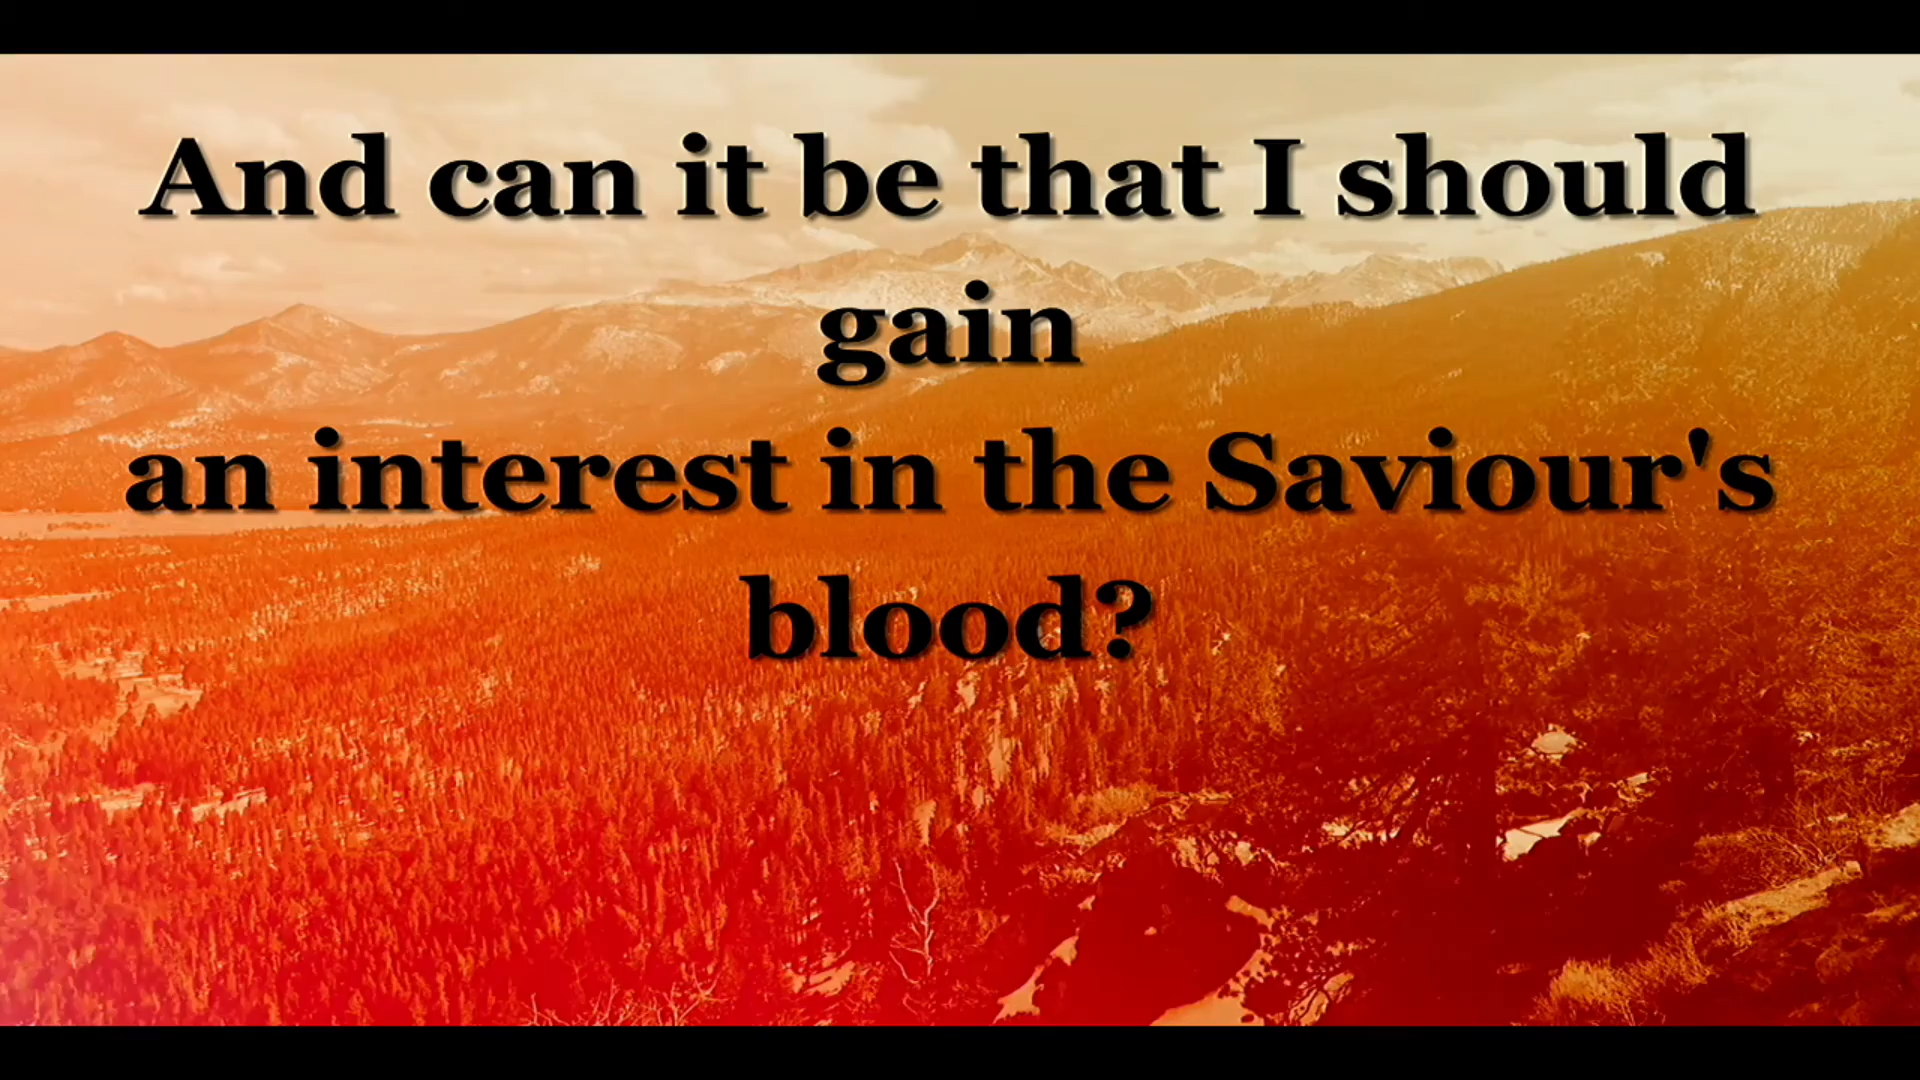 And can it be that I should
gain
an interest in the Saviour's
blood?